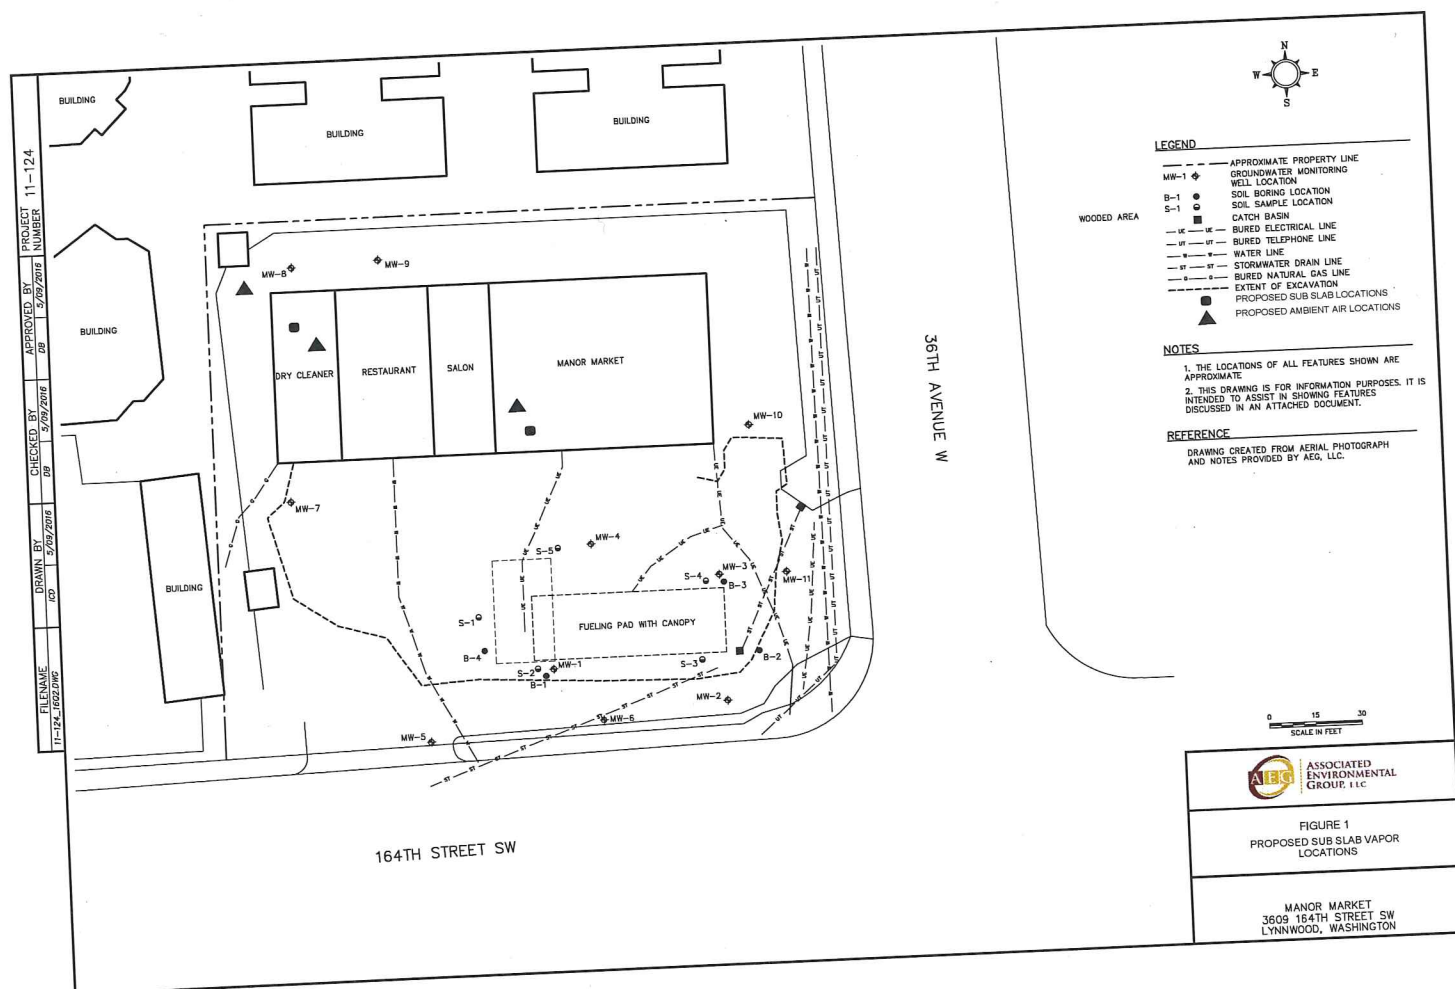 BUILDING
BUILDING
BUILDING
BUILDING
BUILDING
MW-8
MW-9
DRY CLEANER
RESTAURANT
SALON
MANOR MARKET
MW-10
MW-7
S-5
MW-4
S-4
MW-3
B-3
MW-11
S-1
FUELING PAD WITH CANOPY
B-4
S-2
MW-1
B-1
S-3
B-2
MW-2
MW-6
MW-5
164TH STREET SW
36TH AVENUE W
WOODED AREA
N
W
E
S
LEGEND
APPROXIMATE PROPERTY LINE
MW-1 GROUNDWATER MONITORING
WELL LOCATION
B-1 SOIL BORING LOCATION
S-1 SOIL SAMPLE LOCATION
CATCH BASIN
UE UE BURED ELECTRICAL LINE
UT UT BURED TELEPHONE LINE
W W WATER LINE
ST ST STORMWATER DRAIN LINE
G G BURED NATURAL GAS LINE
EXTENT OF EXCAVATION
PROPOSED SUB SLAB LOCATIONS
PROPOSED AMBIENT AIR LOCATIONS
NOTES
1. THE LOCATIONS OF ALL FEATURES SHOWN ARE
APPROXIMATE
2. THIS DRAWING IS FOR INFORMATION PURPOSES. IT IS
INTENDED TO ASSIST IN SHOWING FEATURES
DISCUSSED IN AN ATTACHED DOCUMENT.
REFERENCE
DRAWING CREATED FROM AERIAL PHOTOGRAPH
AND NOTES PROVIDED BY AEG, LLC.
0 15 30
SCALE IN FEET
AEG
ASSOCIATED
ENVIRONMENTAL
GROUP, LLC
FIGURE 1
PROPOSED SUB SLAB VAPOR
LOCATIONS
MANOR MARKET
3609 164TH STREET SW
LYNNWOOD, WASHINGTON
FILENAME
11-124_1602.DWG
DRAWN BY
JCD 5/09/2016
CHECKED BY
DB 5/09/2016
APPROVED BY
DB 5/09/2016
PROJECT
NUMBER 11-124